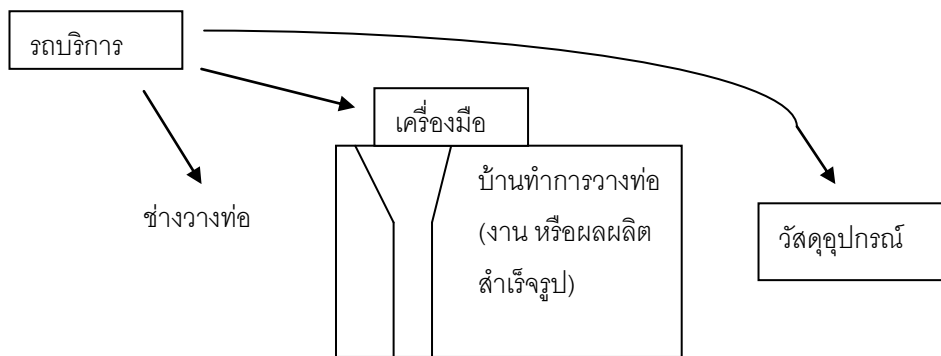 รถบริการ
เครื่องมือ
บ้านทำการวางท่อ
(งาน หรือผลผลิต
สำเร็จรูป)
ช่างวางท่อ
วัสดุอุปกรณ์